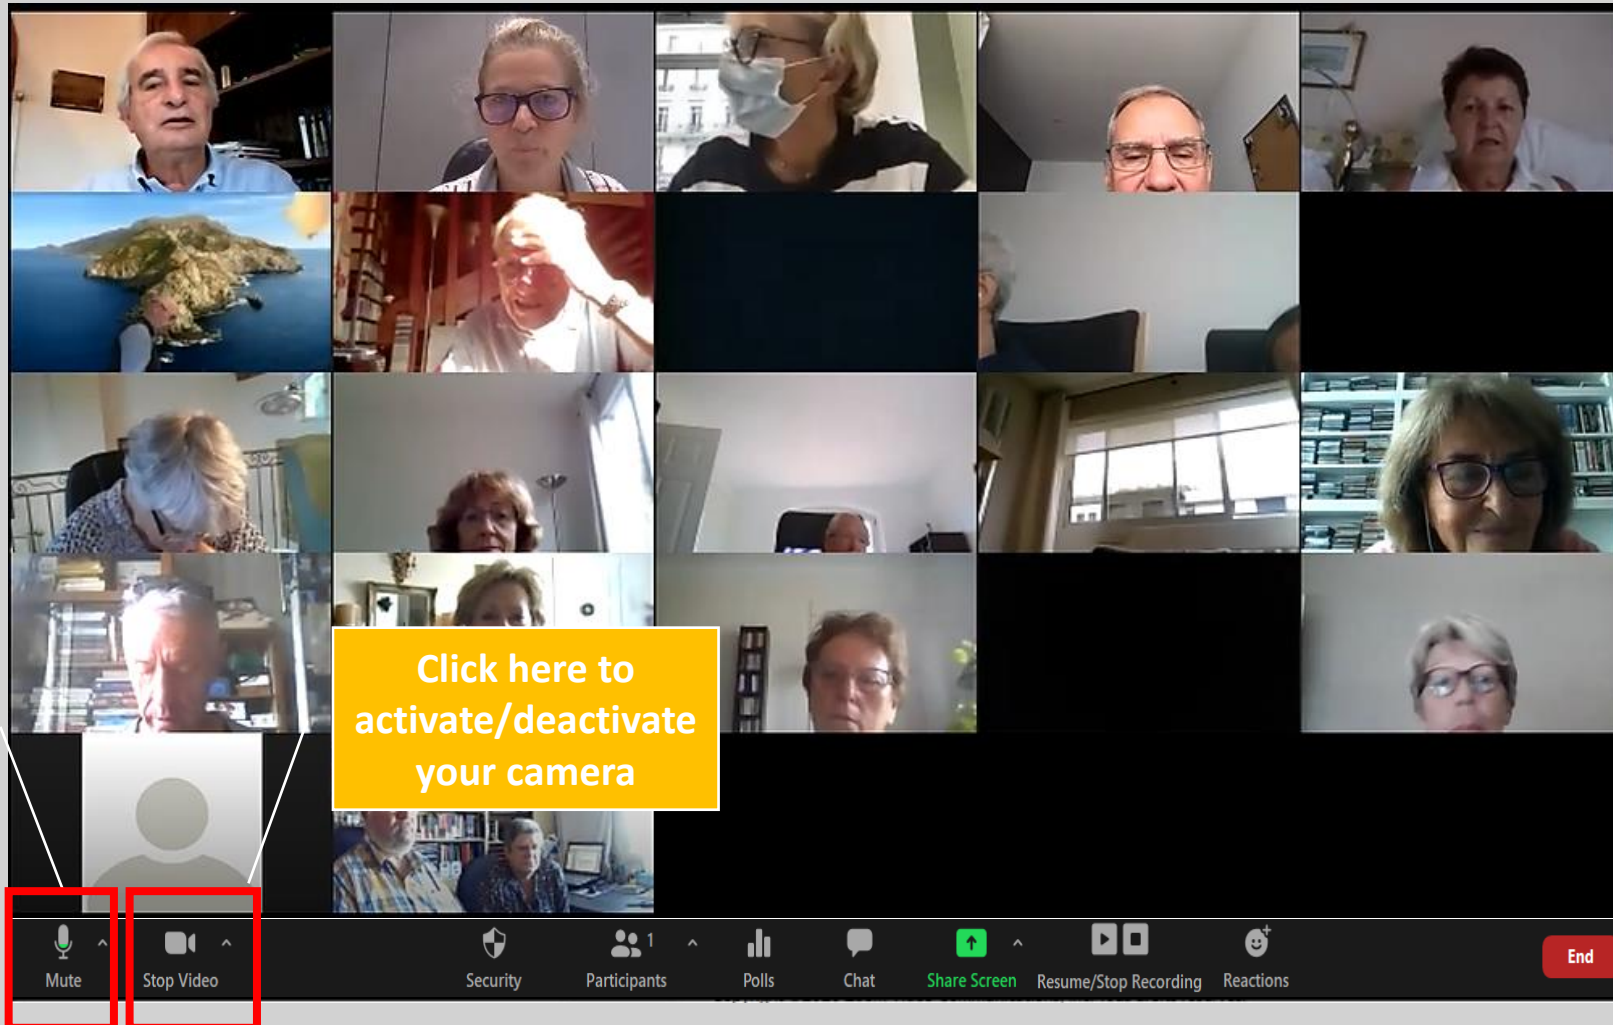 Click here to
activate/deactivate
your camera
Mute
Stop Video
Security
1
Participants
Polls
Chat
Share Screen
Resume/Stop Recording
Reactions
End